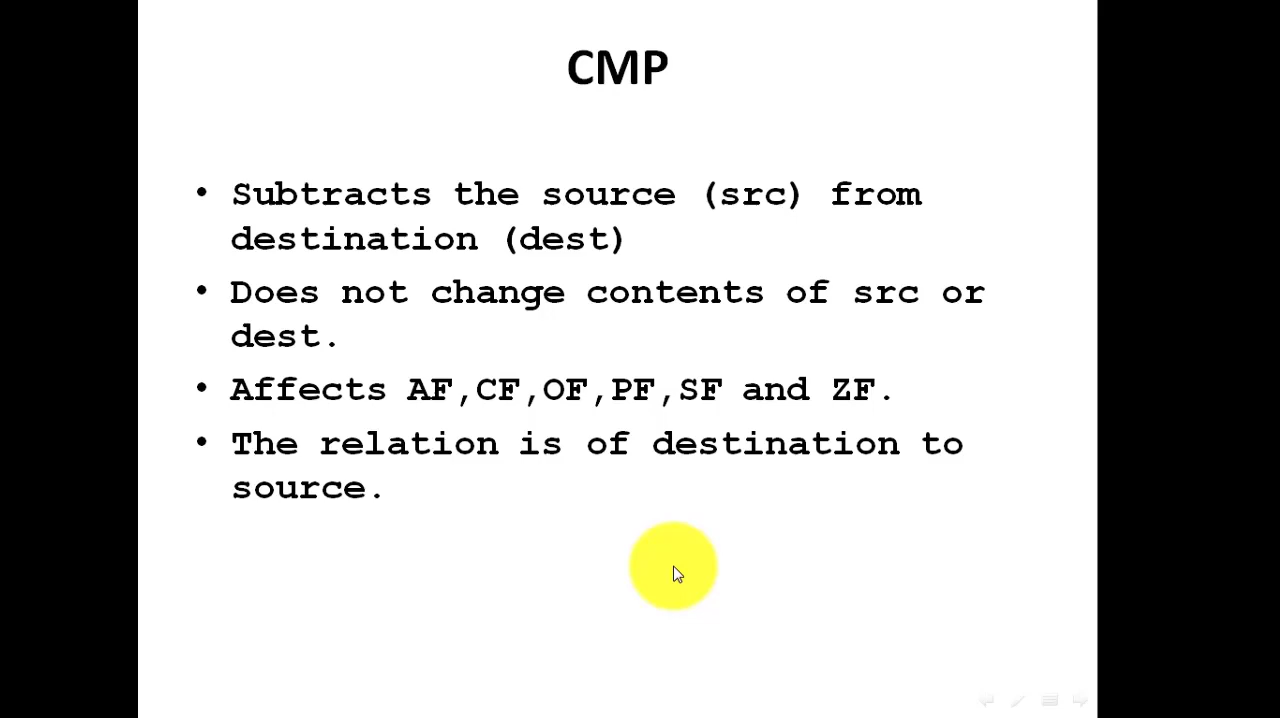 CMP
• Subtracts the source (src) from
destination (dest)
• Does not change contents of src or
dest.
• Affects AF,CF,OF,PF,SF and ZF.
• The relation is of destination to
source.